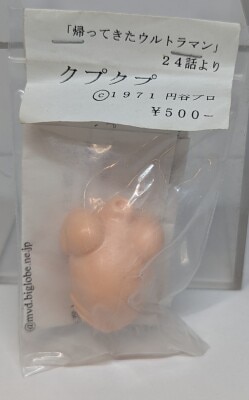 「帰ってきたウルトラマン」
24話より
クプクプ
©1971 円谷プロ
¥500−
@mvd.biglobe.ne.jp